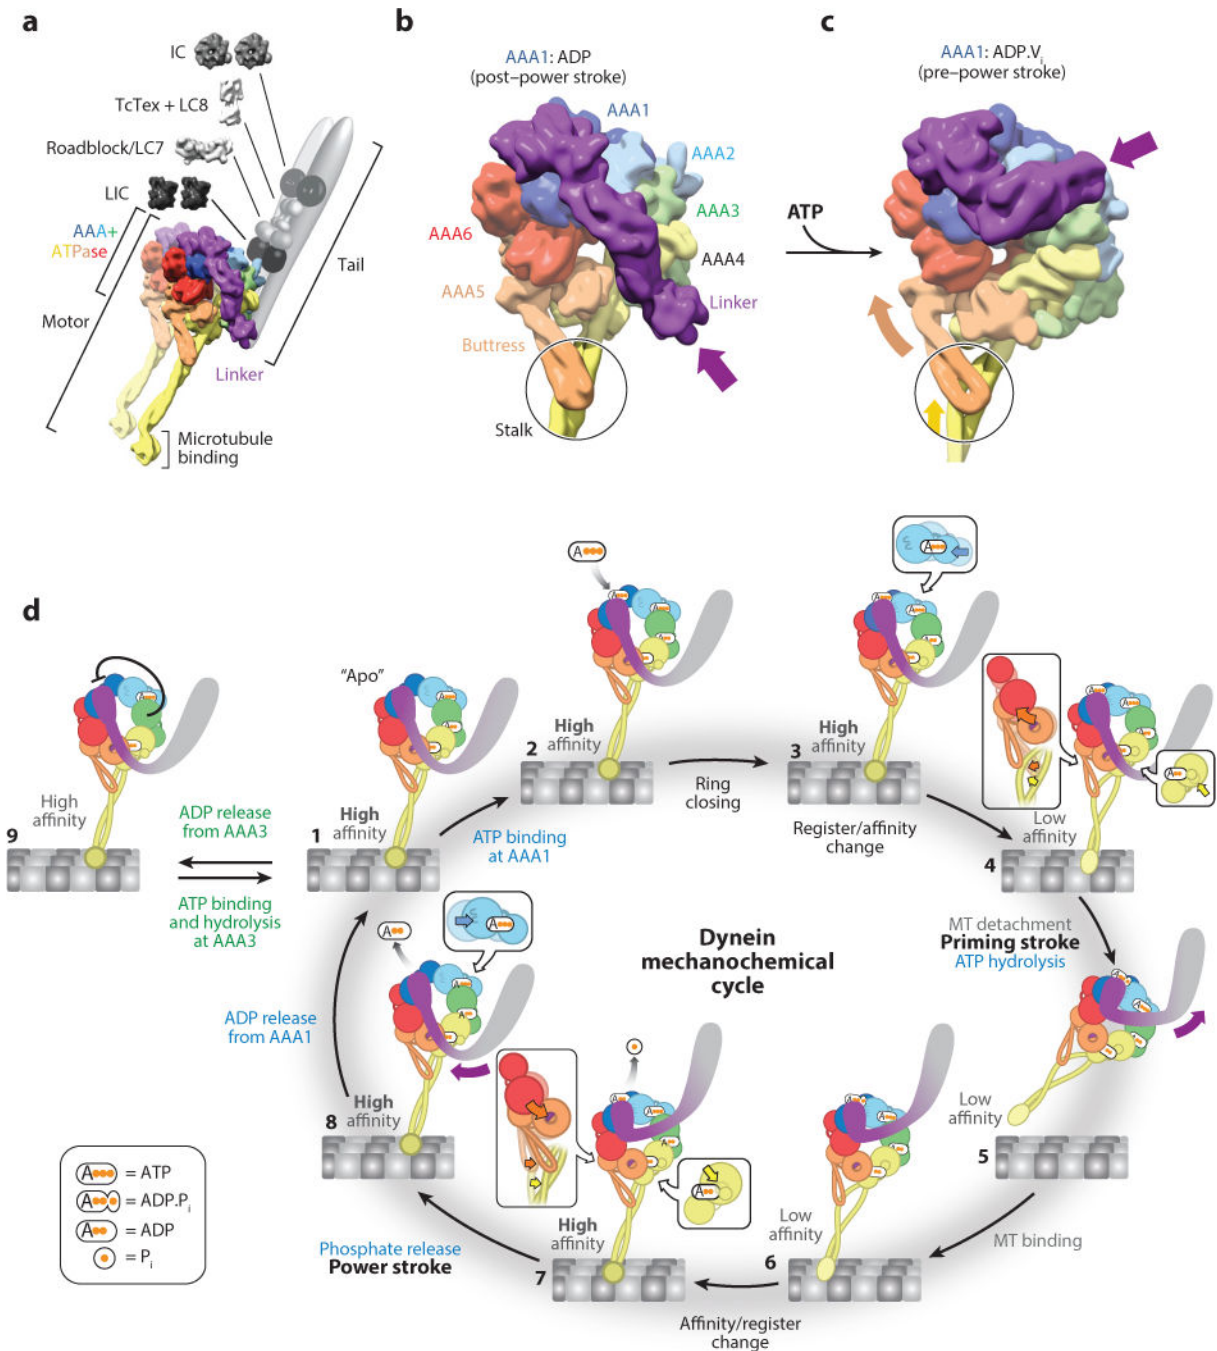 a
IC
TcTex + LC8
Roadblock/LC7
LIC
AAA+
ATPase
Motor
Tail
Linker
Microtubule
binding
b
AAA1: ADP
(post–power stroke)
AAA1
AAA2
AAA3
AAA6
AAA4
AAA5
Linker
Buttress
Stalk
ATP
c
AAA1: ADP.Vi
(pre–power stroke)
d
9
High
affinity
ADP release
from AAA3
ATP binding
and hydrolysis
at AAA3
"Apo"
1
High
affinity
ATP binding
at AAA1
A
2
High
affinity
Ring
closing
A
3
High
affinity
Register/affinity
change
Low
affinity
4
MT detachment
Priming stroke
ATP hydrolysis
Dynein
mechanochemical
cycle
Low
affinity
5
MT binding
Low
affinity
6
Affinity/register
change
A
High
affinity
7
Phosphate release
Power stroke
A
A
High
affinity
8
ADP release
from AAA1
A = ATP
A = ADP.Pi
A = ADP
= Pi